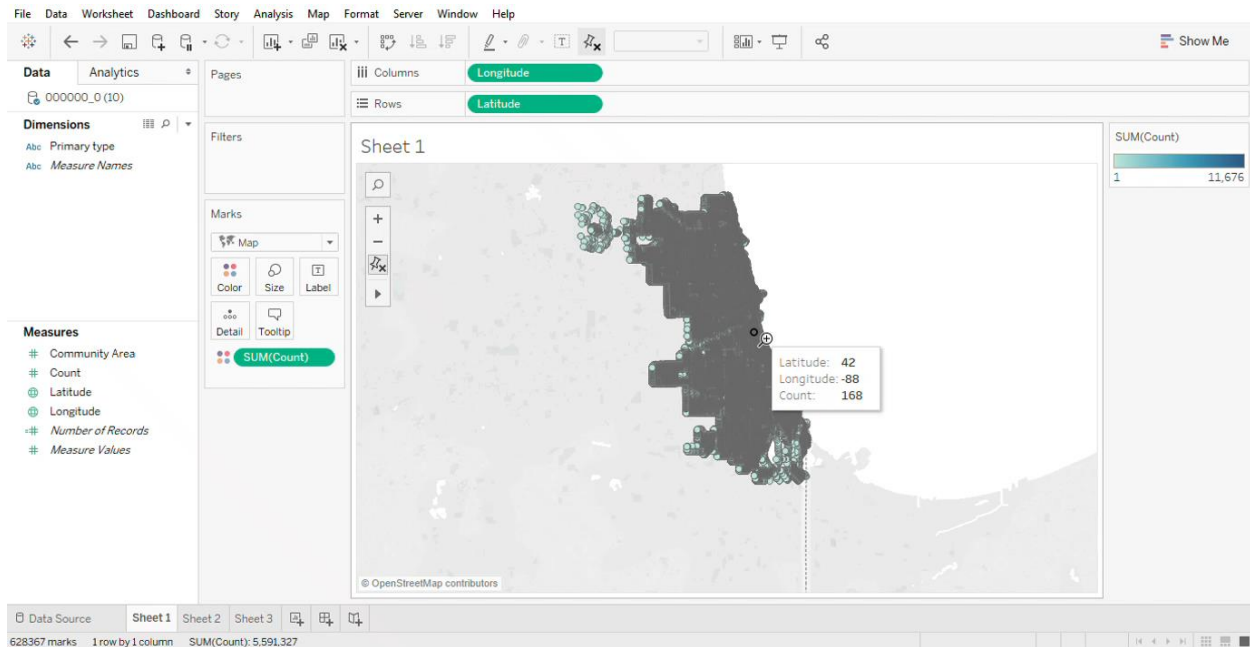 File Data Worksheet Dashboard Story Analysis Map Format Server Window Help
Show Me
Data Analytics
000000_0 (10)
Dimensions
Abc Primary type
Abc Measure Names
Measures
# Community Area
# Count
Latitude
Longitude
=# Number of Records
# Measure Values
Pages
Filters
Marks
Map
Color Size Label
Detail Tooltip
SUM(Count)
iii Columns Longitude
Rows Latitude
Sheet 1
Latitude: 42
Longitude: -88
Count: 168
© OpenStreetMap contributors
SUM(Count)
1 11,676
Data Source Sheet 1 Sheet 2 Sheet 3
628367 marks 1 row by 1 column SUM(Count): 5,591,327